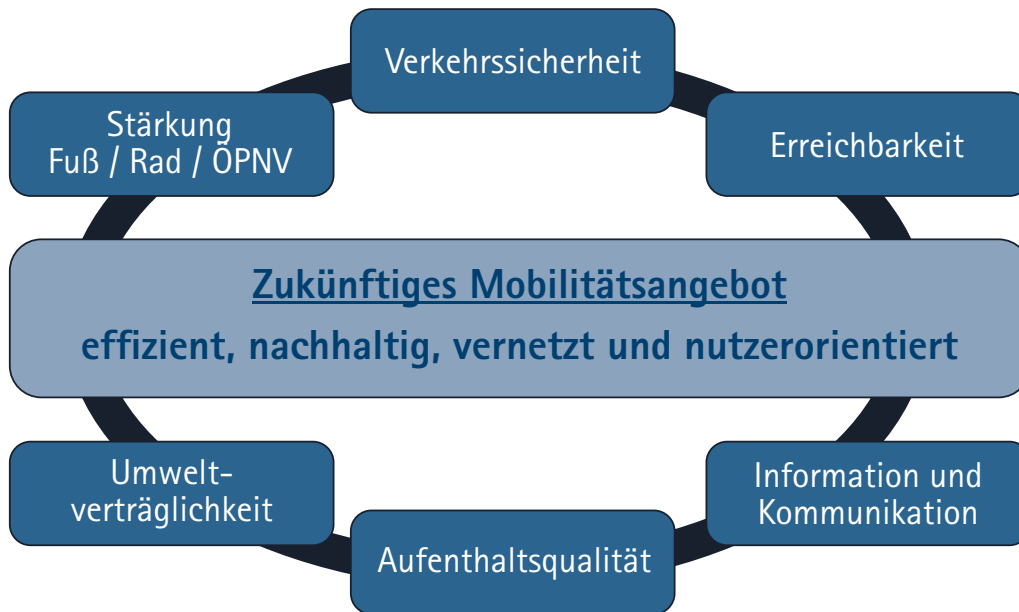 Verkehrssicherheit
Stärkung
Fuß / Rad / ÖPNV
Erreichbarkeit
Zukünftiges Mobilitätsangebot
effizient, nachhaltig, vernetzt und nutzerorientiert
Umwelt-
verträglichkeit
Information und
Kommunikation
Aufenthaltsqualität